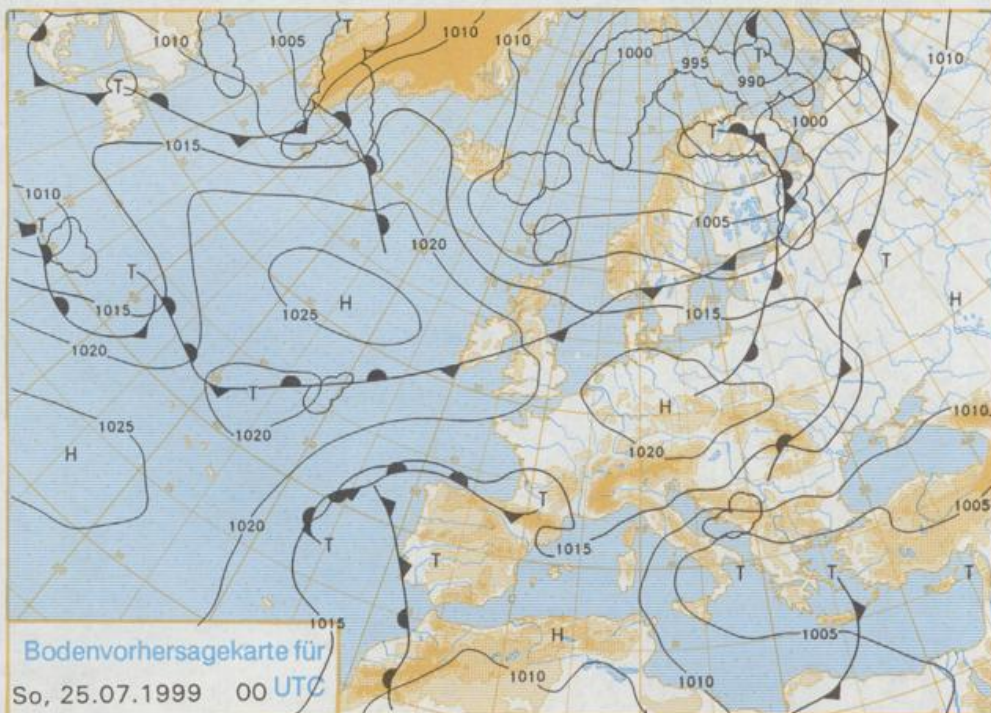 1010 1005 T 1010 1010 1000 995 T 990 1010
T 1000
T
1015
1010 1020 1005
T T
T
1015 1025 H 1015 H
1020
T
1025 1020 H 1010
H 1020
1005
1020 T
T 1015
T T T T
1015 1005
H
1010 1010
Bodenvorhersagekarte für
So, 25.07.1999 00 UTC